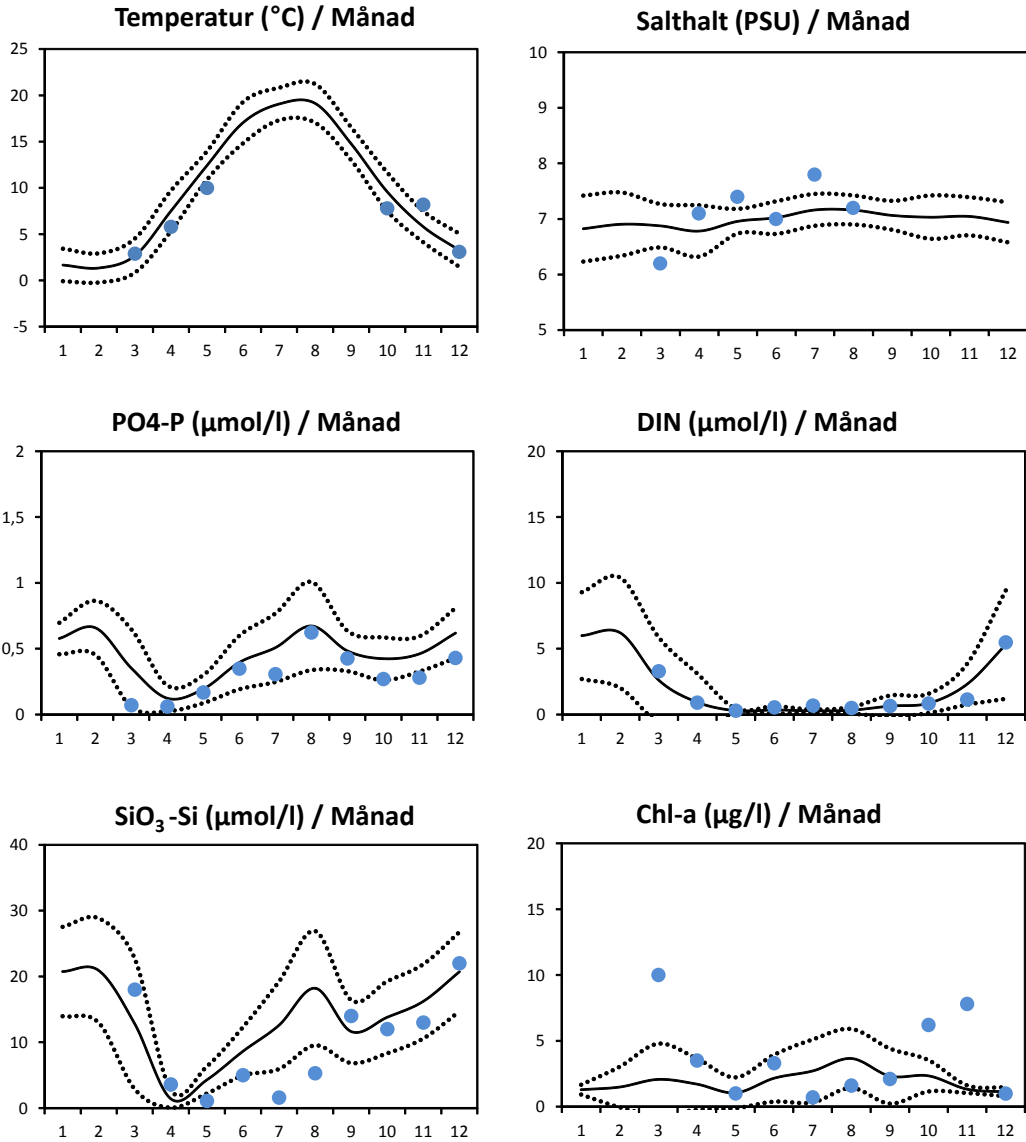 Temperatur (°C) / Månad
25
20
15
10
5
0
-5
1 2 3 4 5 6 7 8 9 10 11 12
Salthalt (PSU) / Månad
10
9
8
7
6
5
1 2 3 4 5 6 7 8 9 10 11 12
PO4-P (µmol/l) / Månad
2
1,5
1
0,5
0
1 2 3 4 5 6 7 8 9 10 11 12
DIN (µmol/l) / Månad
20
15
10
5
0
1 2 3 4 5 6 7 8 9 10 11 12
SiO₃-Si (µmol/l) / Månad
40
30
20
10
0
1 2 3 4 5 6 7 8 9 10 11 12
Chl-a (µg/l) / Månad
20
15
10
5
0
1 2 3 4 5 6 7 8 9 10 11 12